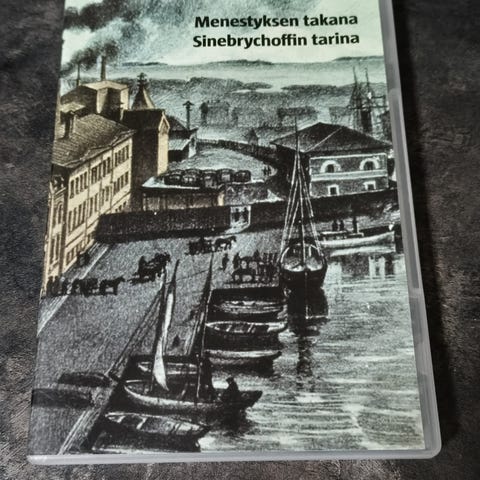 Menestyksen takana
Sinebrychoffin tarina